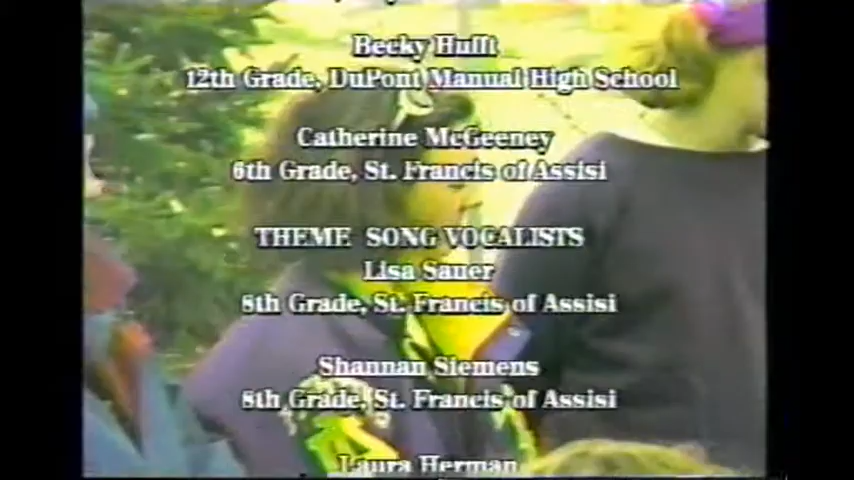 Becky Hufft
12th Grade, DuPont Manual High School
Catherine McGeeney
6th Grade, St. Francis of Assisi
THEME SONG VOCALISTS
Lisa Sauer
8th Grade, St. Francis of Assisi
Shannan Siemens
8th Grade, St. Francis of Assisi
Laura Herman